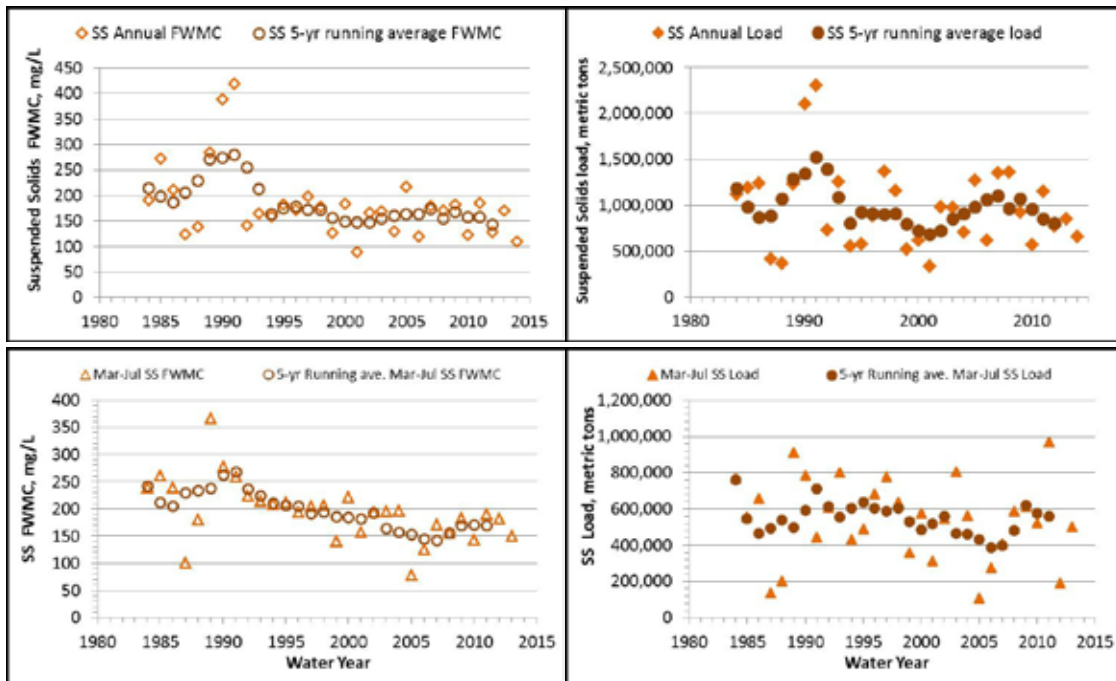 SS Annual FWMC SS 5-yr running average FWMC
Suspended Solids FWMC, mg/L
450
400
350
300
250
200
150
100
50
0
1980 1985 1990 1995 2000 2005 2010 2015
SS Annual Load SS 5-yr running average load
Suspended Solids load, metric tons
2,500,000
2,000,000
1,500,000
1,000,000
500,000
0
1980 1990 2000 2010
Mar-Jul SS FWMC 5-yr Running ave. Mar-Jul SS FWMC
SS FWMC, mg/L
400
350
300
250
200
150
100
50
0
1980 1985 1990 1995 2000 2005 2010 2015
Water Year
Mar-Jul SS Load 5-yr Running ave. Mar-Jul SS Load
SS Load, metric tons
1,200,000
1,000,000
800,000
600,000
400,000
200,000
0
1980 1985 1990 1995 2000 2005 2010 2015
Water Year